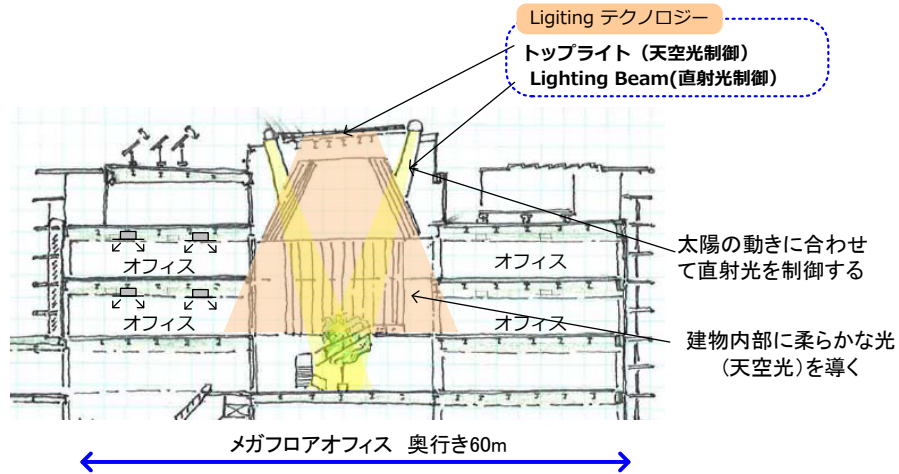 Ligiting テクノロジー
トップライト（天空光制御）
Lighting Beam(直射光制御）
太陽の動きに合わせ
て直射光を制御する
オフィス
オフィス
オフィス
オフィス
建物内部に柔らかな光
（天空光）を導く
メガフロアオフィス　奥行き60m